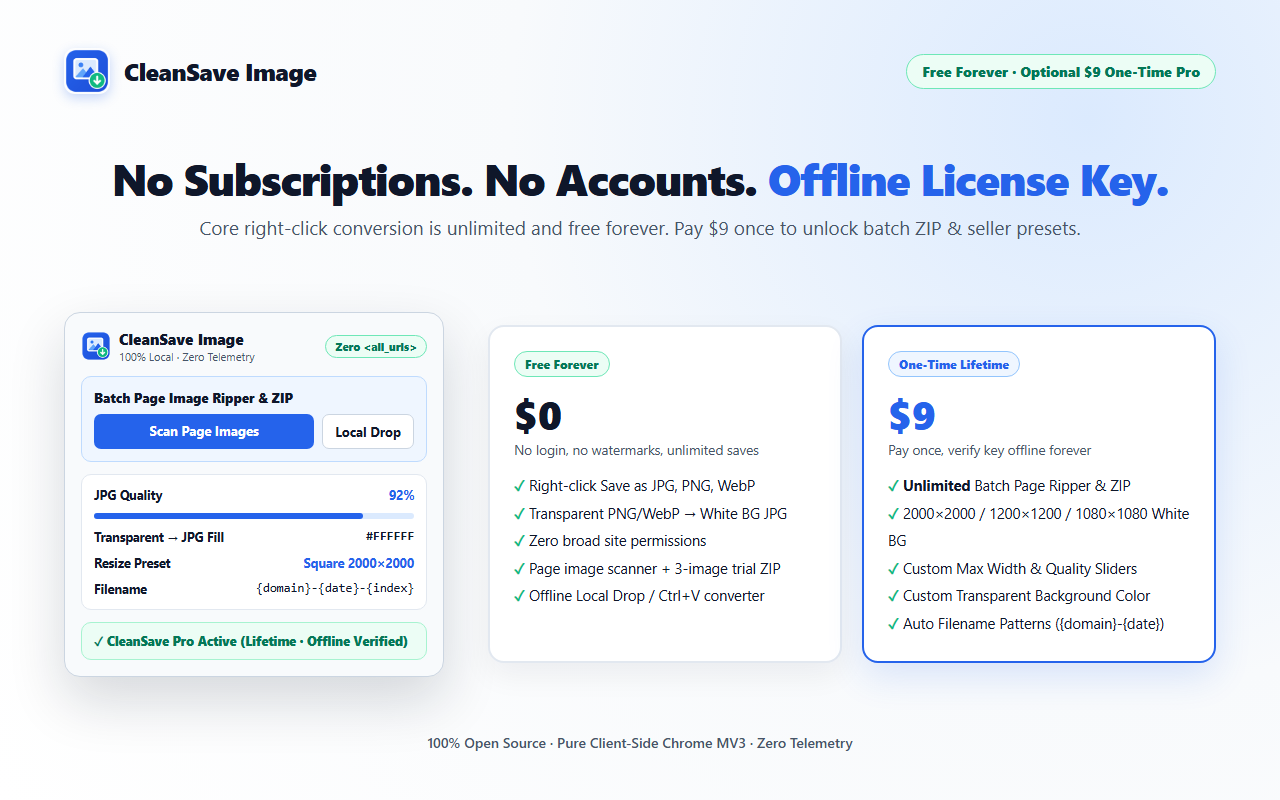 CleanSave Image
Free Forever · Optional $9 One-Time Pro
No Subscriptions. No Accounts. Offline License Key.
Core right-click conversion is unlimited and free forever. Pay $9 once to unlock batch ZIP & seller presets.
CleanSave Image
100% Local · Zero Telemetry
Zero <all_urls>
Batch Page Image Ripper & ZIP
Scan Page Images
Local Drop
JPG Quality
92%
Transparent → JPG Fill
#FFFFFF
Resize Preset
Square 2000×2000
Filename
{domain}-{date}-{index}
✓ CleanSave Pro Active (Lifetime · Offline Verified)
Free Forever
$0
No login, no watermarks, unlimited saves
✓ Right-click Save as JPG, PNG, WebP
✓ Transparent PNG/WebP → White BG JPG
✓ Zero broad site permissions
✓ Page image scanner + 3-image trial ZIP
✓ Offline Local Drop / Ctrl+V converter
One-Time Lifetime
$9
Pay once, verify key offline forever
✓ Unlimited Batch Page Ripper & ZIP
✓ 2000×2000 / 1200×1200 / 1080×1080 White
BG
✓ Custom Max Width & Quality Sliders
✓ Custom Transparent Background Color
✓ Auto Filename Patterns ({domain}-{date})
100% Open Source · Pure Client-Side Chrome MV3 · Zero Telemetry